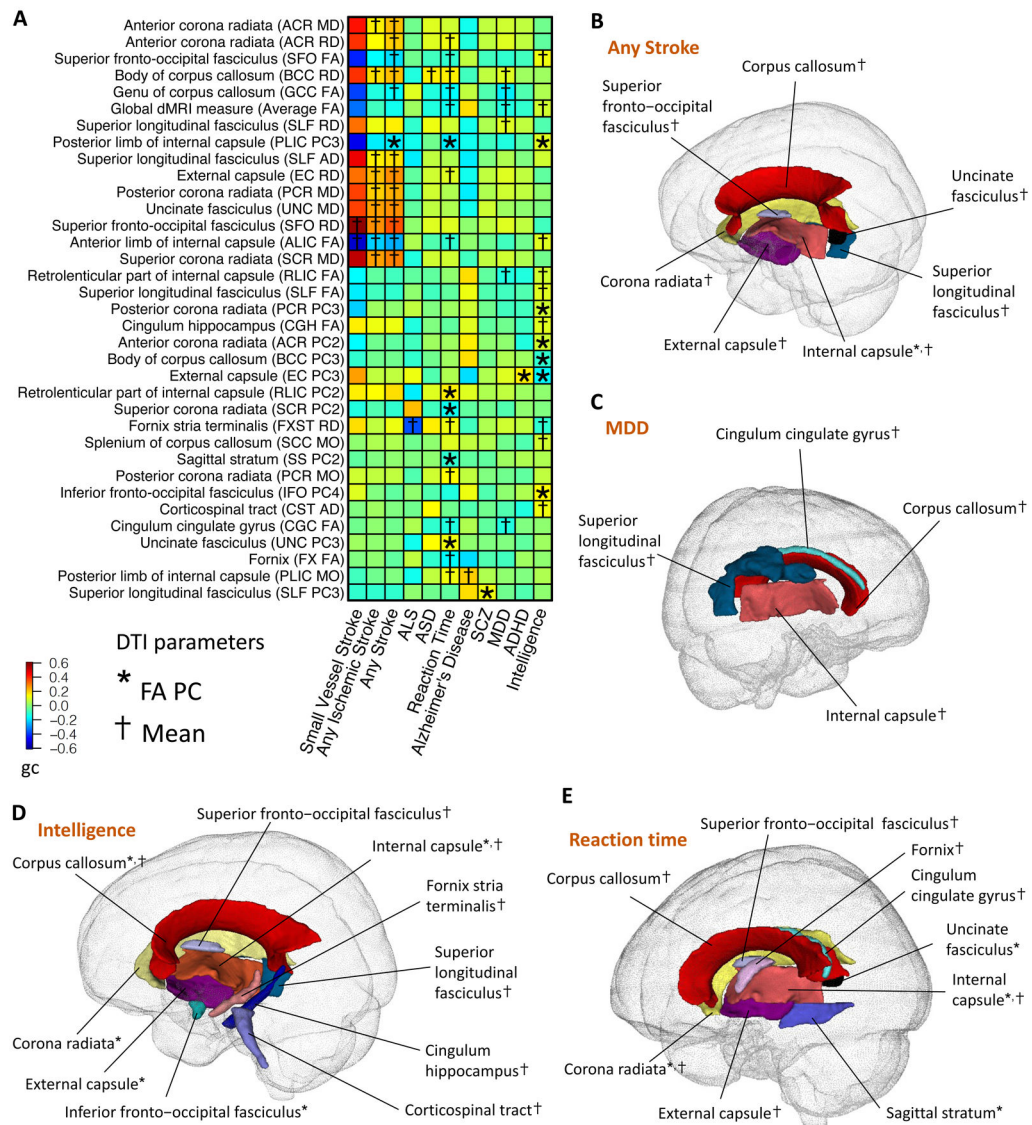 A
Anterior corona radiata (ACR MD)
Anterior corona radiata (ACR RD)
Superior fronto-occipital fasciculus (SFO FA)
Body of corpus callosum (BCC RD)
Genu of corpus callosum (GCC FA)
Global dMRI measure (Average FA)
Superior longitudinal fasciculus (SLF RD)
Posterior limb of internal capsule (PLIC PC3)
Superior longitudinal fasciculus (SLF AD)
External capsule (EC RD)
Posterior corona radiata (PCR MD)
Uncinate fasciculus (UNC MD)
Superior fronto-occipital fasciculus (SFO RD)
Anterior limb of internal capsule (ALIC FA)
Superior corona radiata (SCR MD)
Retrolenticular part of internal capsule (RLIC FA)
Superior longitudinal fasciculus (SLF FA)
Posterior corona radiata (PCR PC3)
Cingulum hippocampus (CGH FA)
Anterior corona radiata (ACR PC2)
Body of corpus callosum (BCC PC3)
External capsule (EC PC3)
Retrolenticular part of internal capsule (RLIC PC2)
Superior corona radiata (SCR PC2)
Fornix stria terminalis (FXST RD)
Splenium of corpus callosum (SCC MO)
Sagittal stratum (SS PC2)
Posterior corona radiata (PCR MO)
Inferior fronto-occipital fasciculus (IFO PC4)
Corticospinal tract (CST AD)
Cingulum cingulate gyrus (CGC FA)
Uncinate fasciculus (UNC PC3)
Fornix (FX FA)
Posterior limb of internal capsule (PLIC MO)
Superior longitudinal fasciculus (SLF PC3)
Small Vessel Stroke
Any Ischemic Stroke
Any Stroke
ALS
ASD
Reaction Time
Alzheimer's Disease
SCZ
MDD
ADHD
Intelligence
DTI parameters
* FA PC
† Mean
0.6
0.4
0.2
0.0
−0.2
−0.4
−0.6
gc
B
Any Stroke
Corpus callosum†
Superior
fronto−occipital
fasciculus†
Uncinate
fasciculus†
Corona radiata†
Superior
longitudinal
fasciculus†
External capsule†
Internal capsule*,†
C
MDD
Cingulum cingulate gyrus†
Corpus callosum†
Superior
longitudinal
fasciculus†
Internal capsule†
D
Intelligence
Superior fronto−occipital fasciculus†
Internal capsule*,†
Corpus callosum*,†
Fornix stria
terminalis†
Superior
longitudinal
fasciculus†
Corona radiata*
Cingulum
hippocampus†
External capsule*
Inferior fronto−occipital fasciculus*
Corticospinal tract†
E
Reaction time
Superior fronto−occipital fasciculus†
Fornix†
Corpus callosum†
Cingulum
cingulate gyrus†
Uncinate
fasciculus*
Internal
capsule*,†
Corona radiata*,†
External capsule†
Sagittal stratum*